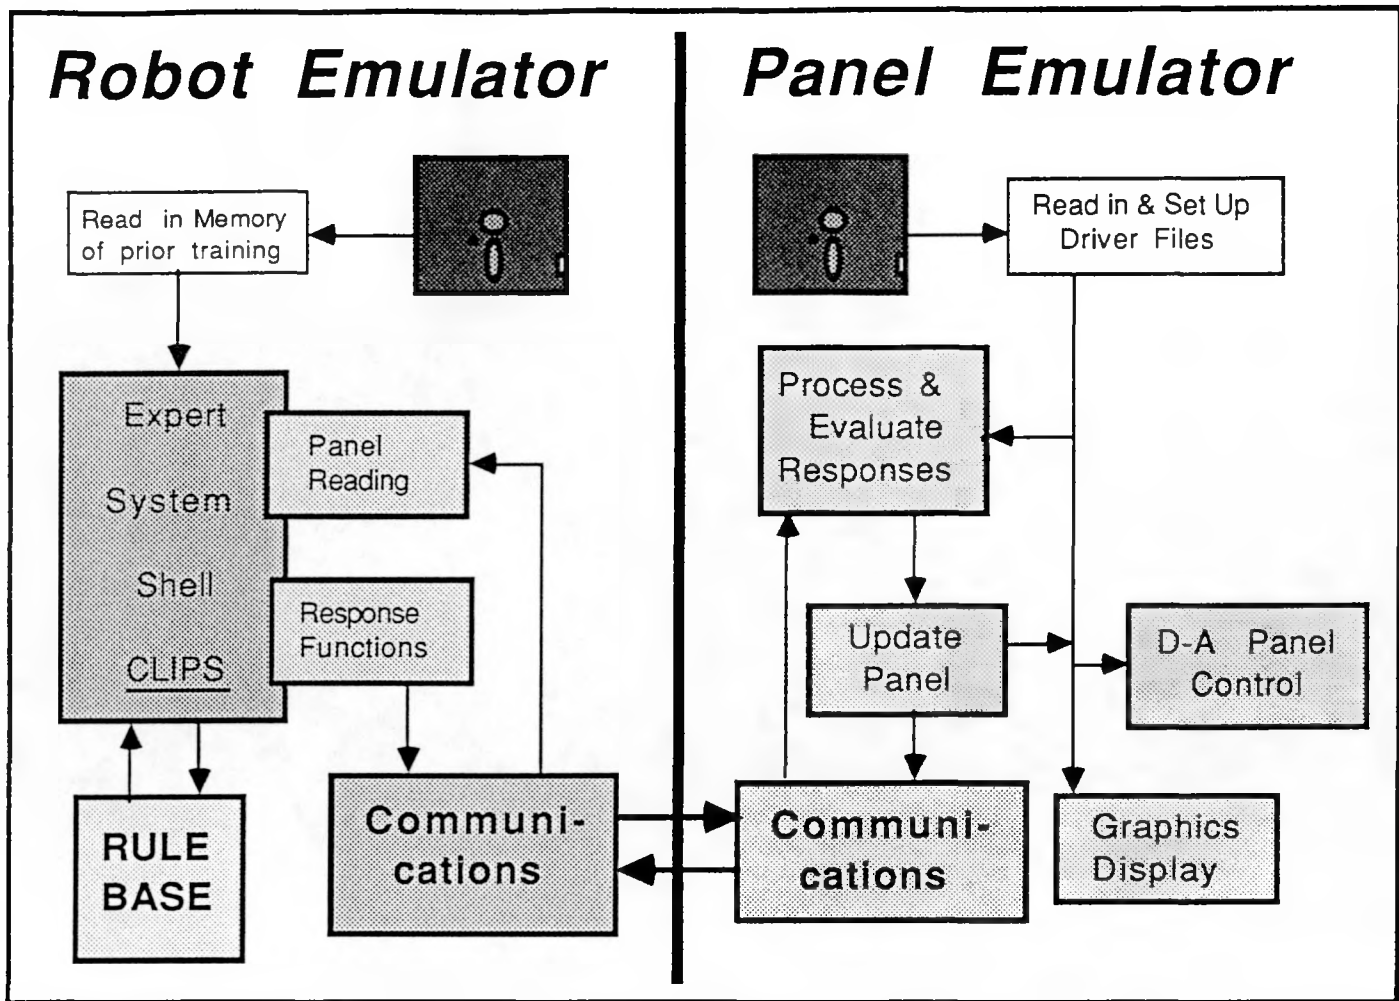 Robot Emulator
Read in Memory
of prior training
Expert
System
Shell
CLIPS
Panel
Reading
Response
Functions
RULE
BASE
Communi-
cations
Panel Emulator
Read in & Set Up
Driver Files
Process &
Evaluate
Responses
Update
Panel
D-A Panel
Control
Communi-
cations
Graphics
Display